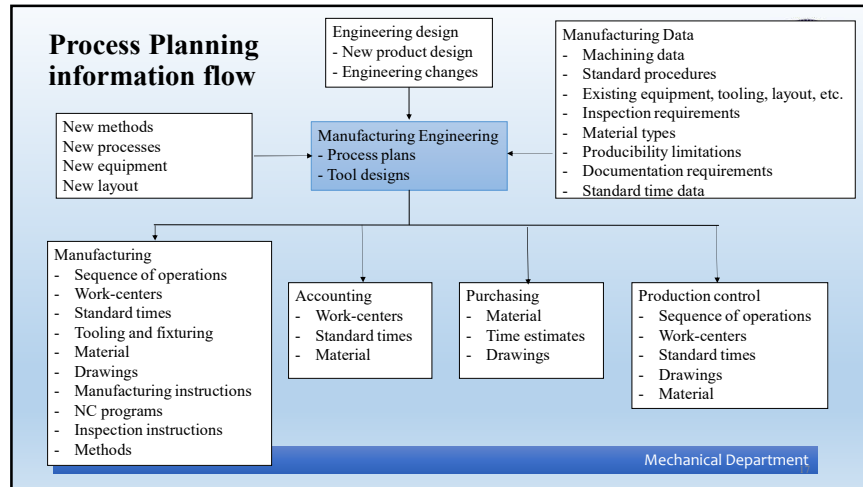 Process Planning
information flow
Engineering design
- New product design
- Engineering changes
Manufacturing Data
- Machining data
- Standard procedures
- Existing equipment, tooling, layout, etc.
- Inspection requirements
- Material types
- Producibility limitations
- Documentation requirements
- Standard time data
New methods
New processes
New equipment
New layout
Manufacturing Engineering
- Process plans
- Tool designs
Manufacturing
- Sequence of operations
- Work-centers
- Standard times
- Tooling and fixturing
- Material
- Drawings
- Manufacturing instructions
- NC programs
- Inspection instructions
- Methods
Accounting
- Work-centers
- Standard times
- Material
Purchasing
- Material
- Time estimates
- Drawings
Production control
- Sequence of operations
- Work-centers
- Standard times
- Drawings
- Material
Mechanical Department